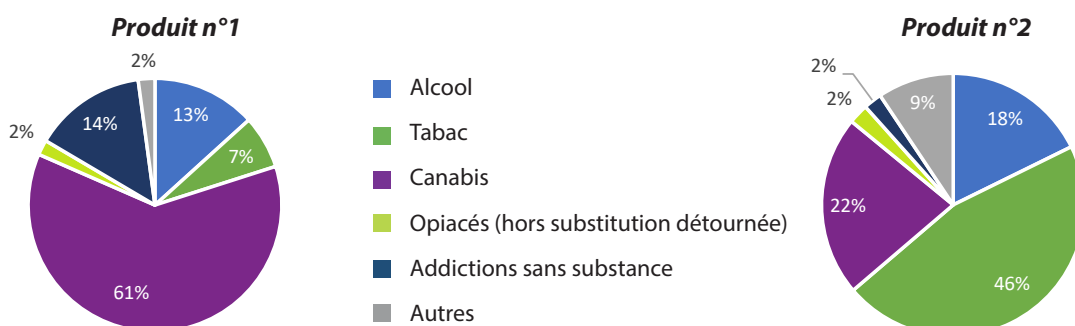 Produit n°1
2%
13%
14%
7%
2%
61%
Alcool
Tabac
Canabis
Opiacés (hors substitution détournée)
Addictions sans substance
Autres
Produit n°2
2%
9%
2%
18%
22%
46%